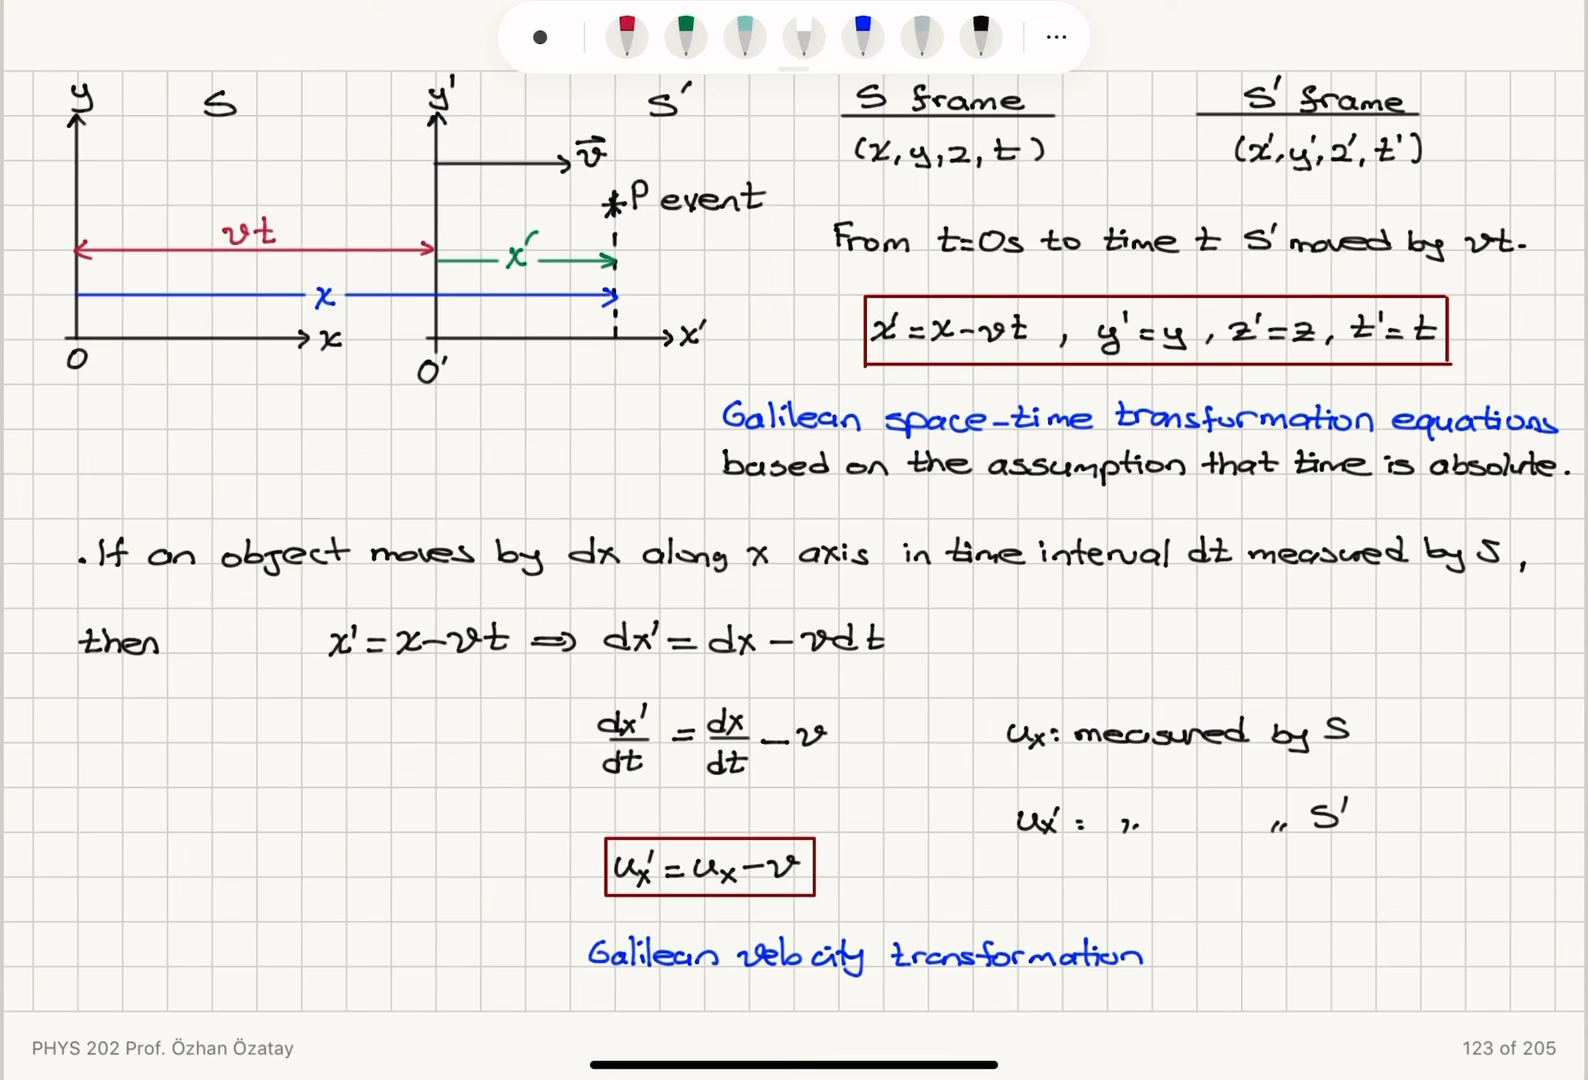 y S y' S' S frame S' frame
v⃗ (x, y, z, t) (x', y', z', t')
*P event
vt x' From t=0s to time t S' moved by vt.
x
x'=x-vt , y'=y , z'=z, t'=t
x x'
O O'
Galilean space-time transformation equations
based on the assumption that time is absolute.
. If an object moves by dx along x axis in time interval dt measured by S ,
then x'=x-vt ⇒ dx'= dx - vdt
dx'/dt = dx/dt - v ux: measured by S
ux' : ,, ,, S'
ux'=ux-v
Galilean velocity transformation
PHYS 202 Prof. Özhan Özatay 123 of 205